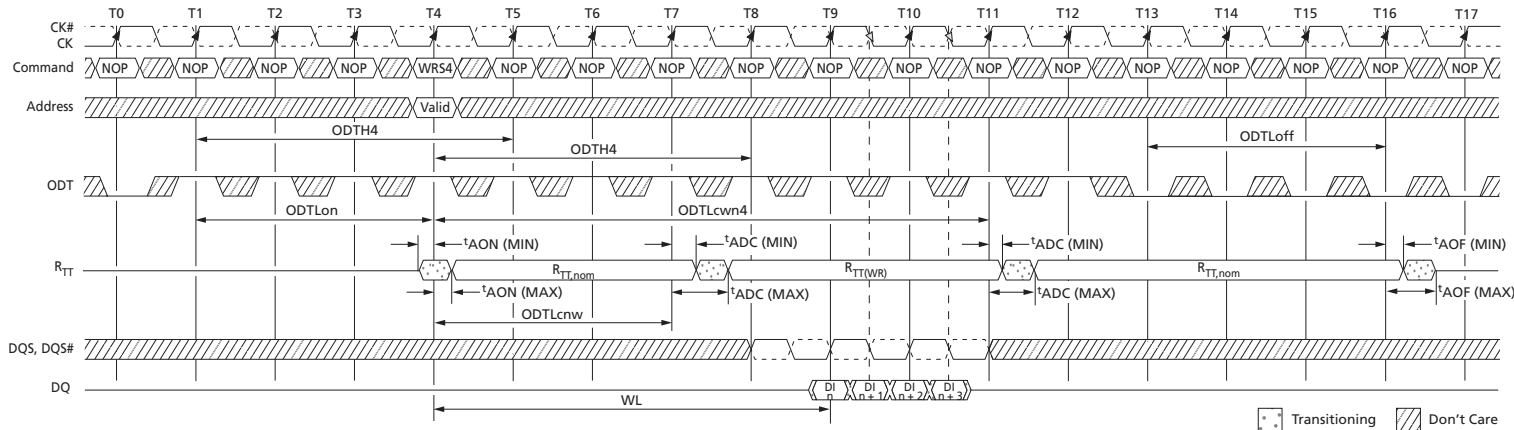 T0 T1 T2 T3 T4 T5 T6 T7 T8 T9 T10 T11 T12 T13 T14 T15 T16 T17
CK#
CK
Command NOP NOP NOP NOP WRS4 NOP NOP NOP NOP NOP NOP NOP NOP NOP NOP NOP NOP NOP
Address Valid
ODTH4 ODTLoff
ODTH4
ODT
ODTLon ODTLcwn4
tAON (MIN) tADC (MIN) tADC (MIN) tAOF (MIN)
RTT RTT,nom RTT(WR) RTT,nom
tAON (MAX) tADC (MAX) tADC (MAX) tAOF (MAX)
ODTLcnw
DQS, DQS#
DQ DI n DI n + 1 DI n + 2 DI n + 3
WL
Transitioning Don't Care